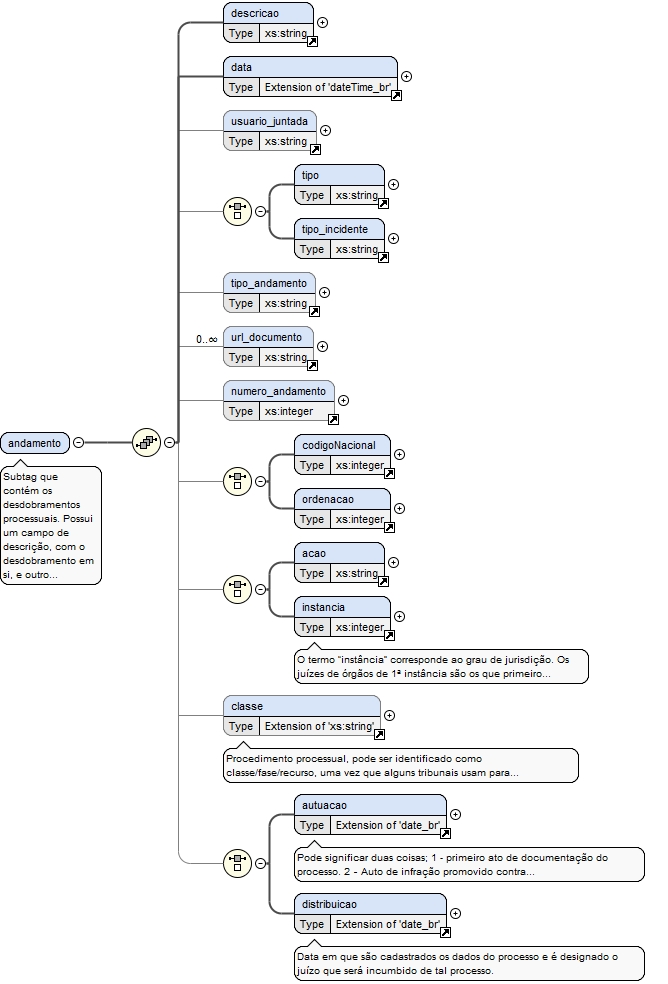 descricao
Type xs:string
data
Type Extension of 'dateTime_br'
usuario_juntada
Type xs:string
tipo
Type xs:string
tipo_incidente
Type xs:string
tipo_andamento
Type xs:string
0..∞
url_documento
Type xs:string
numero_andamento
Type xs:integer
andamento
Subtag que
contém os
desdobramentos
processuais. Possui
um campo de
descrição, com o
desdobramento em
si, e outro...
codigoNacional
Type xs:integer
ordenacao
Type xs:integer
acao
Type xs:string
instancia
Type xs:integer
O termo "instância" corresponde ao grau de jurisdição. Os
juízes de órgãos de 1ª instância são os que primeiro...
classe
Type Extension of 'xs:string'
Procedimento processual, pode ser identificado como
classe/fase/recurso, uma vez que alguns tribunais usam para...
autuacao
Type Extension of 'date_br'
Pode significar duas coisas; 1 - primeiro ato de documentação do
processo. 2 - Auto de infração promovido contra...
distribuicao
Type Extension of 'date_br'
Data em que são cadastrados os dados do processo e é designado o
juízo que será incumbido de tal processo.